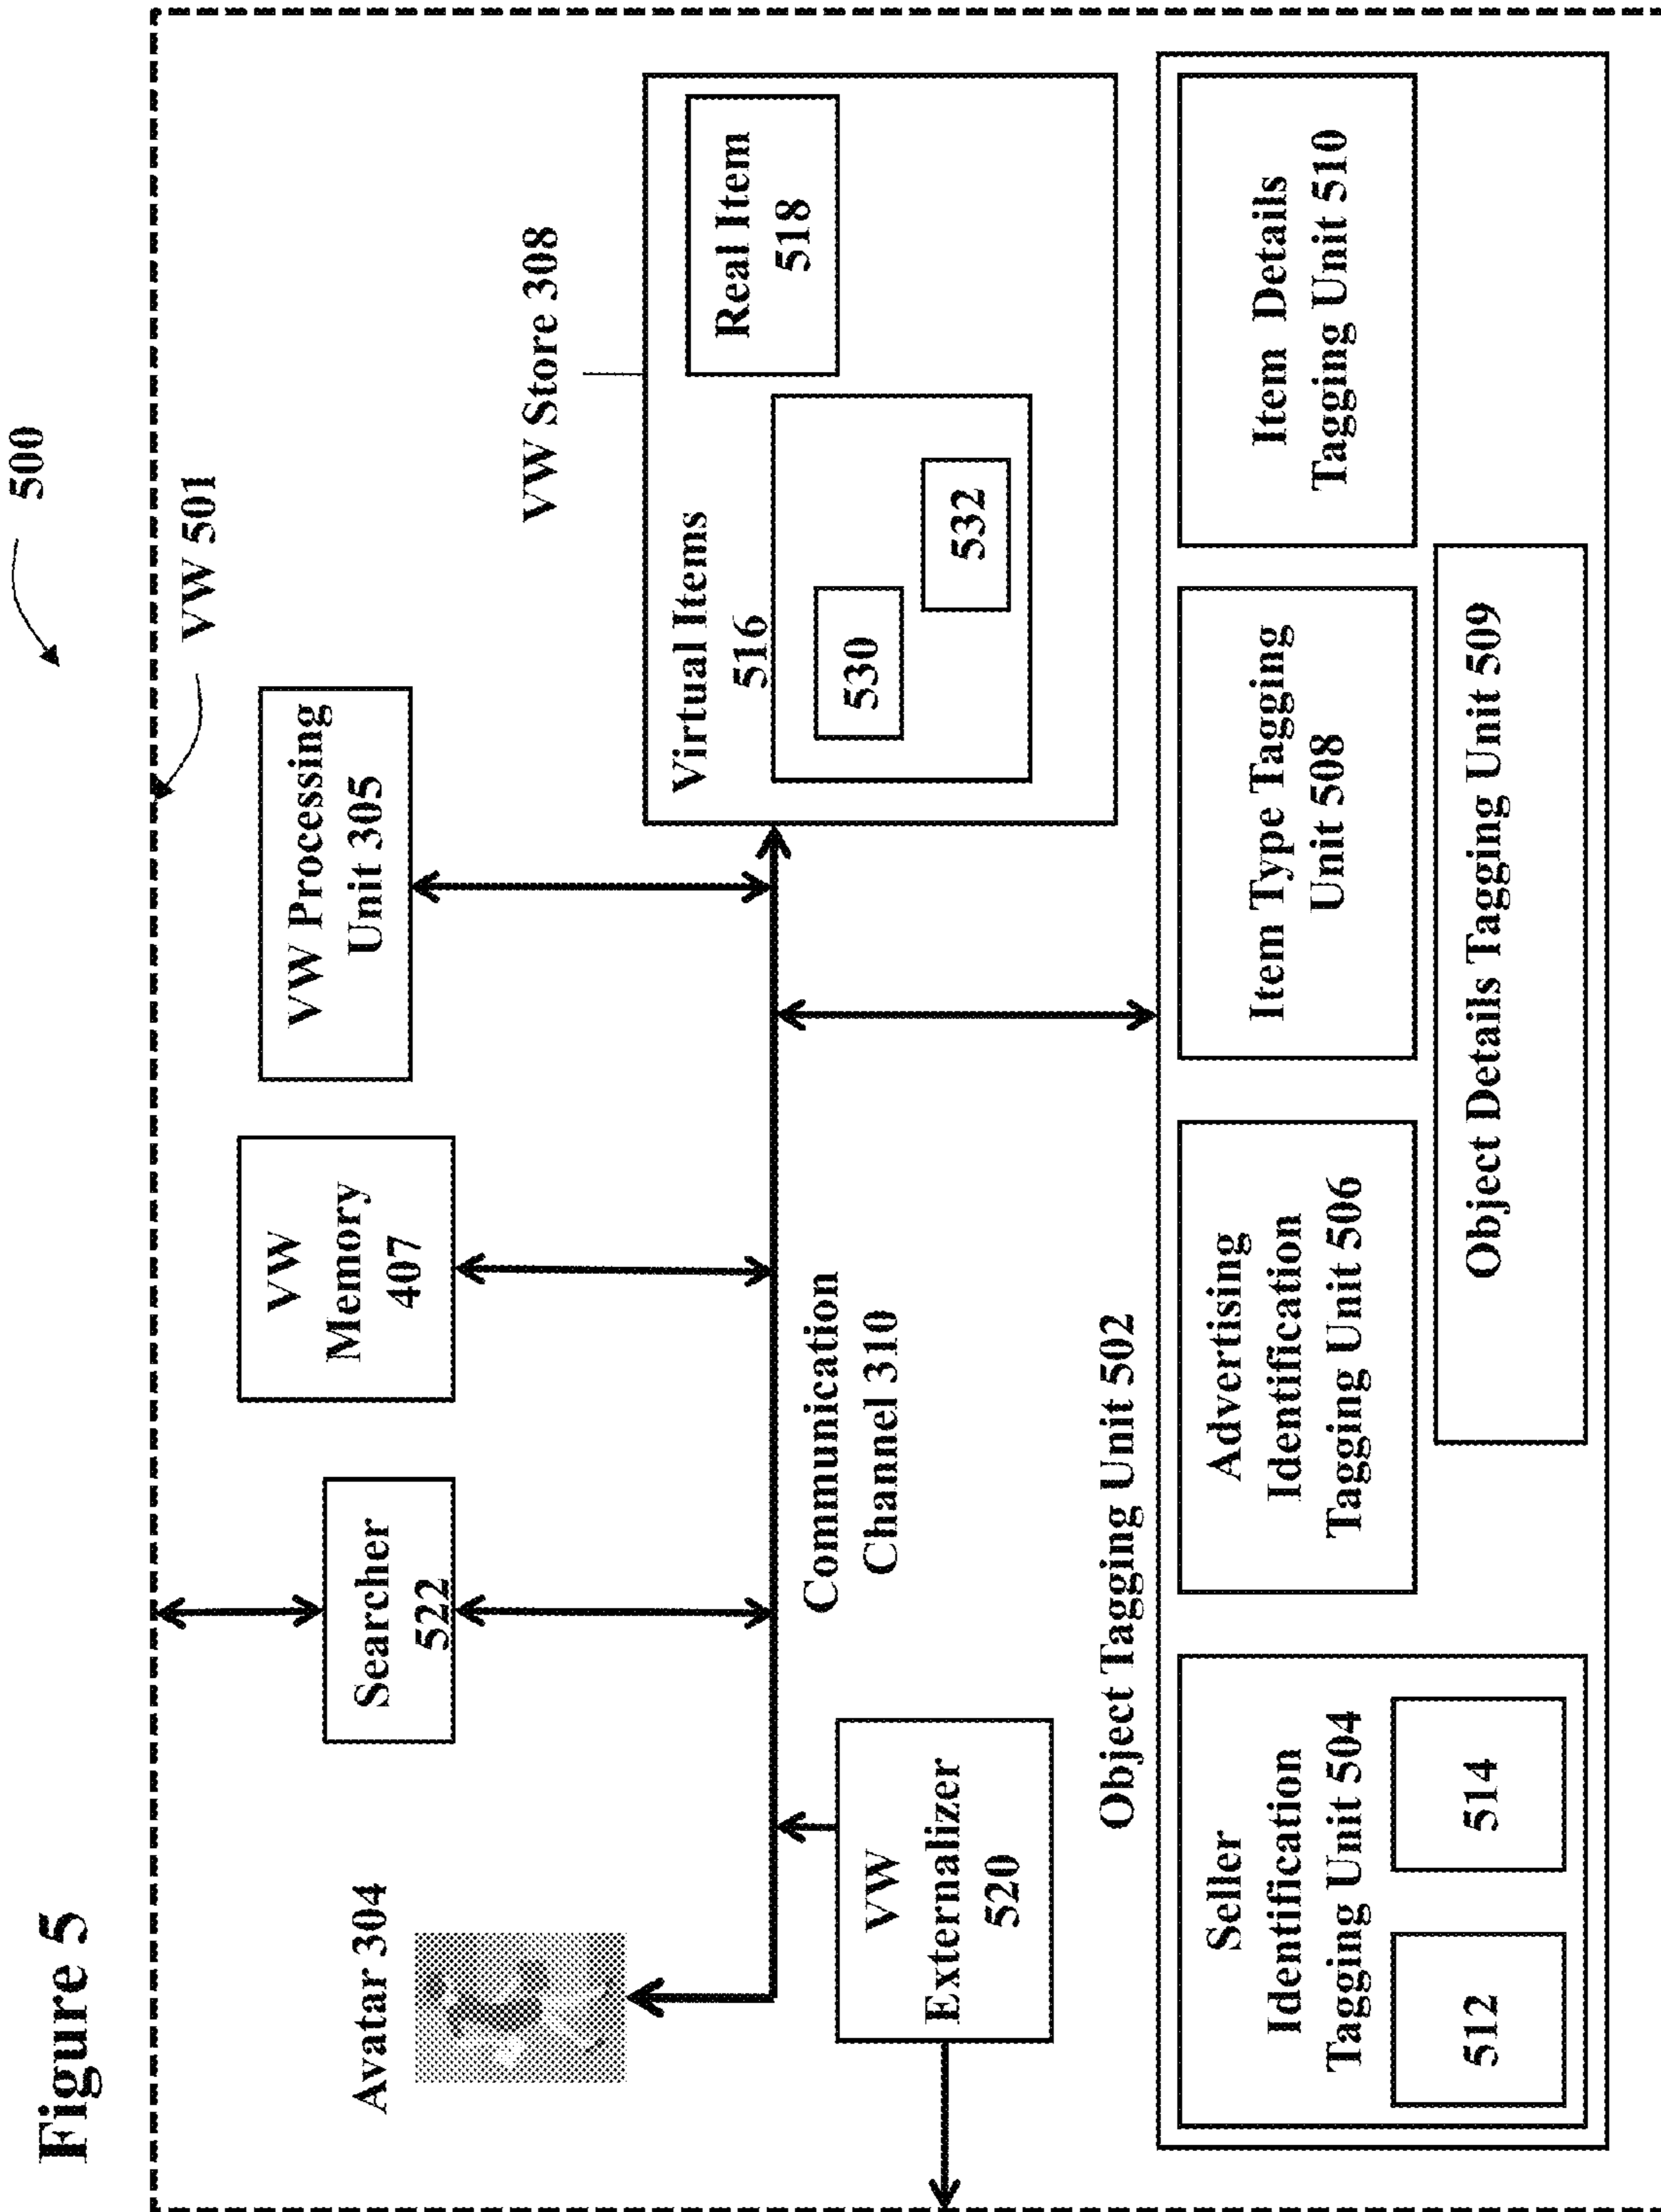 Figure 5
500
VW 501
Avatar 304
Searcher
522
VW
Memory
407
VW Processing
Unit 305
VW Store 308
Virtual Items
516
530
532
Real Item
518
Communication
Channel 310
VW
Externalizer
520
Object Tagging Unit 502
Seller
Identification
Tagging Unit 504
512
514
Advertising
Identification
Tagging Unit 506
Item Type Tagging
Unit 508
Item Details
Tagging Unit 510
Object Details Tagging Unit 509